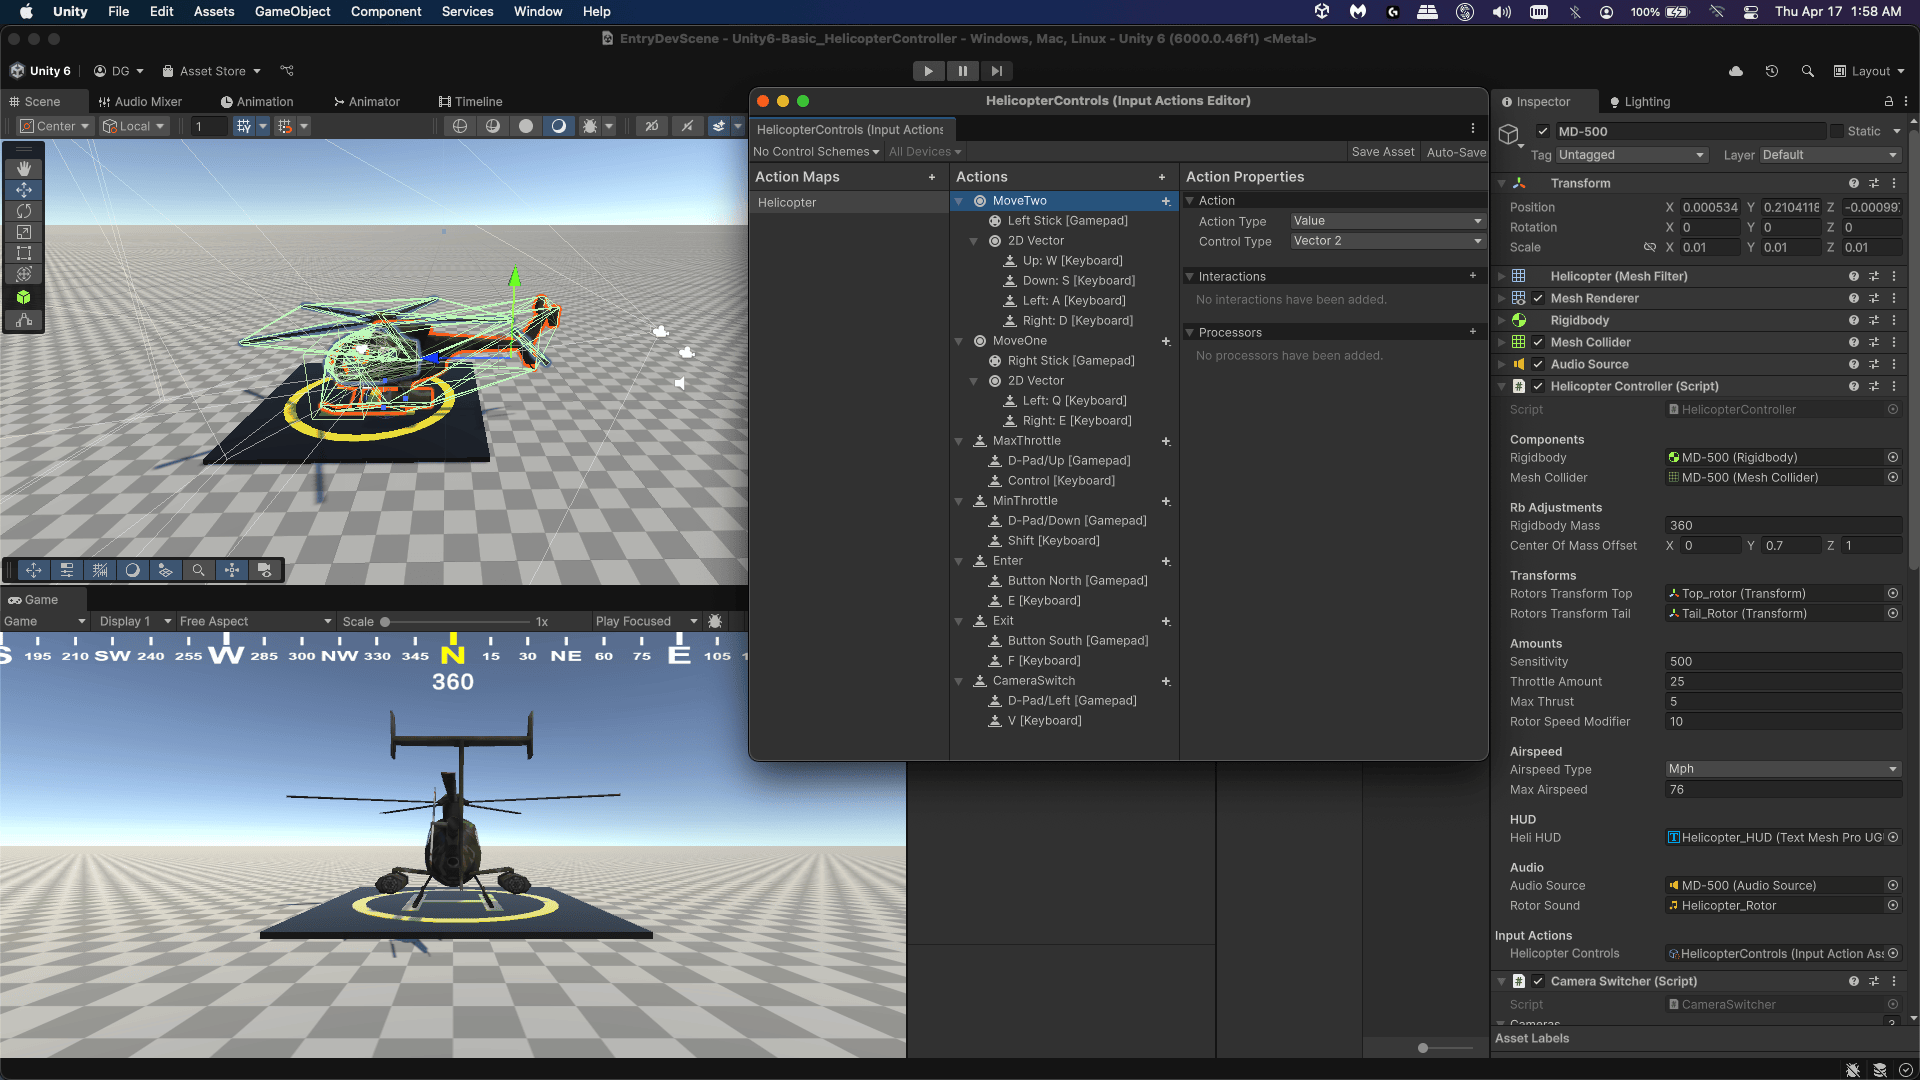 Unity File Edit Assets GameObject Component Services Window Help 100% Thu Apr 17 1:58 AM
EntryDevScene - Unity6-Basic_HelicopterController - Windows, Mac, Linux - Unity 6 (6000.0.46f1) <Metal>
Unity 6 DG Asset Store Layout
Scene Audio Mixer Animation Animator Timeline
Center Local 1 2D
HelicopterControls (Input Actions Editor)
HelicopterControls (Input Actions
No Control Schemes All Devices Save Asset Auto-Save
Action Maps + Actions + Action Properties
Helicopter
MoveTwo
Left Stick [Gamepad]
2D Vector
Up: W [Keyboard]
Down: S [Keyboard]
Left: A [Keyboard]
Right: D [Keyboard]
MoveOne
Right Stick [Gamepad]
2D Vector
Left: Q [Keyboard]
Right: E [Keyboard]
MaxThrottle
D-Pad/Up [Gamepad]
Control [Keyboard]
MinThrottle
D-Pad/Down [Gamepad]
Shift [Keyboard]
Enter
Button North [Gamepad]
E [Keyboard]
Exit
Button South [Gamepad]
F [Keyboard]
CameraSwitch
D-Pad/Left [Gamepad]
V [Keyboard]
Action
Action Type Value
Control Type Vector 2
Interactions +
No interactions have been added.
Processors +
No processors have been added.
Game
Game Display 1 Free Aspect Scale 1x Play Focused
S 195 210 SW 240 255 W 285 300 NW 330 345 N 15 30 NE 60 75 E 105 1
360
Inspector Lighting
MD-500 Static
Tag Untagged Layer Default
Transform
Position X 0.000534 Y 0.2104118 Z -0.000997
Rotation X 0 Y 0 Z 0
Scale X 0.01 Y 0.01 Z 0.01
Helicopter (Mesh Filter)
Mesh Renderer
Rigidbody
Mesh Collider
Audio Source
Helicopter Controller (Script)
Script HelicopterController
Components
Rigidbody MD-500 (Rigidbody)
Mesh Collider MD-500 (Mesh Collider)
Rb Adjustments
Rigidbody Mass 360
Center Of Mass Offset X 0 Y 0.7 Z 1
Transforms
Rotors Transform Top Top_rotor (Transform)
Rotors Transform Tail Tail_Rotor (Transform)
Amounts
Sensitivity 500
Throttle Amount 25
Max Thrust 5
Rotor Speed Modifier 10
Airspeed
Airspeed Type Mph
Max Airspeed 76
HUD
Heli HUD Helicopter_HUD (Text Mesh Pro UG
Audio
Audio Source MD-500 (Audio Source)
Rotor Sound Helicopter_Rotor
Input Actions
Helicopter Controls HelicopterControls (Input Action Ass
Camera Switcher (Script)
Script CameraSwitcher
Cameras 3
Asset Labels